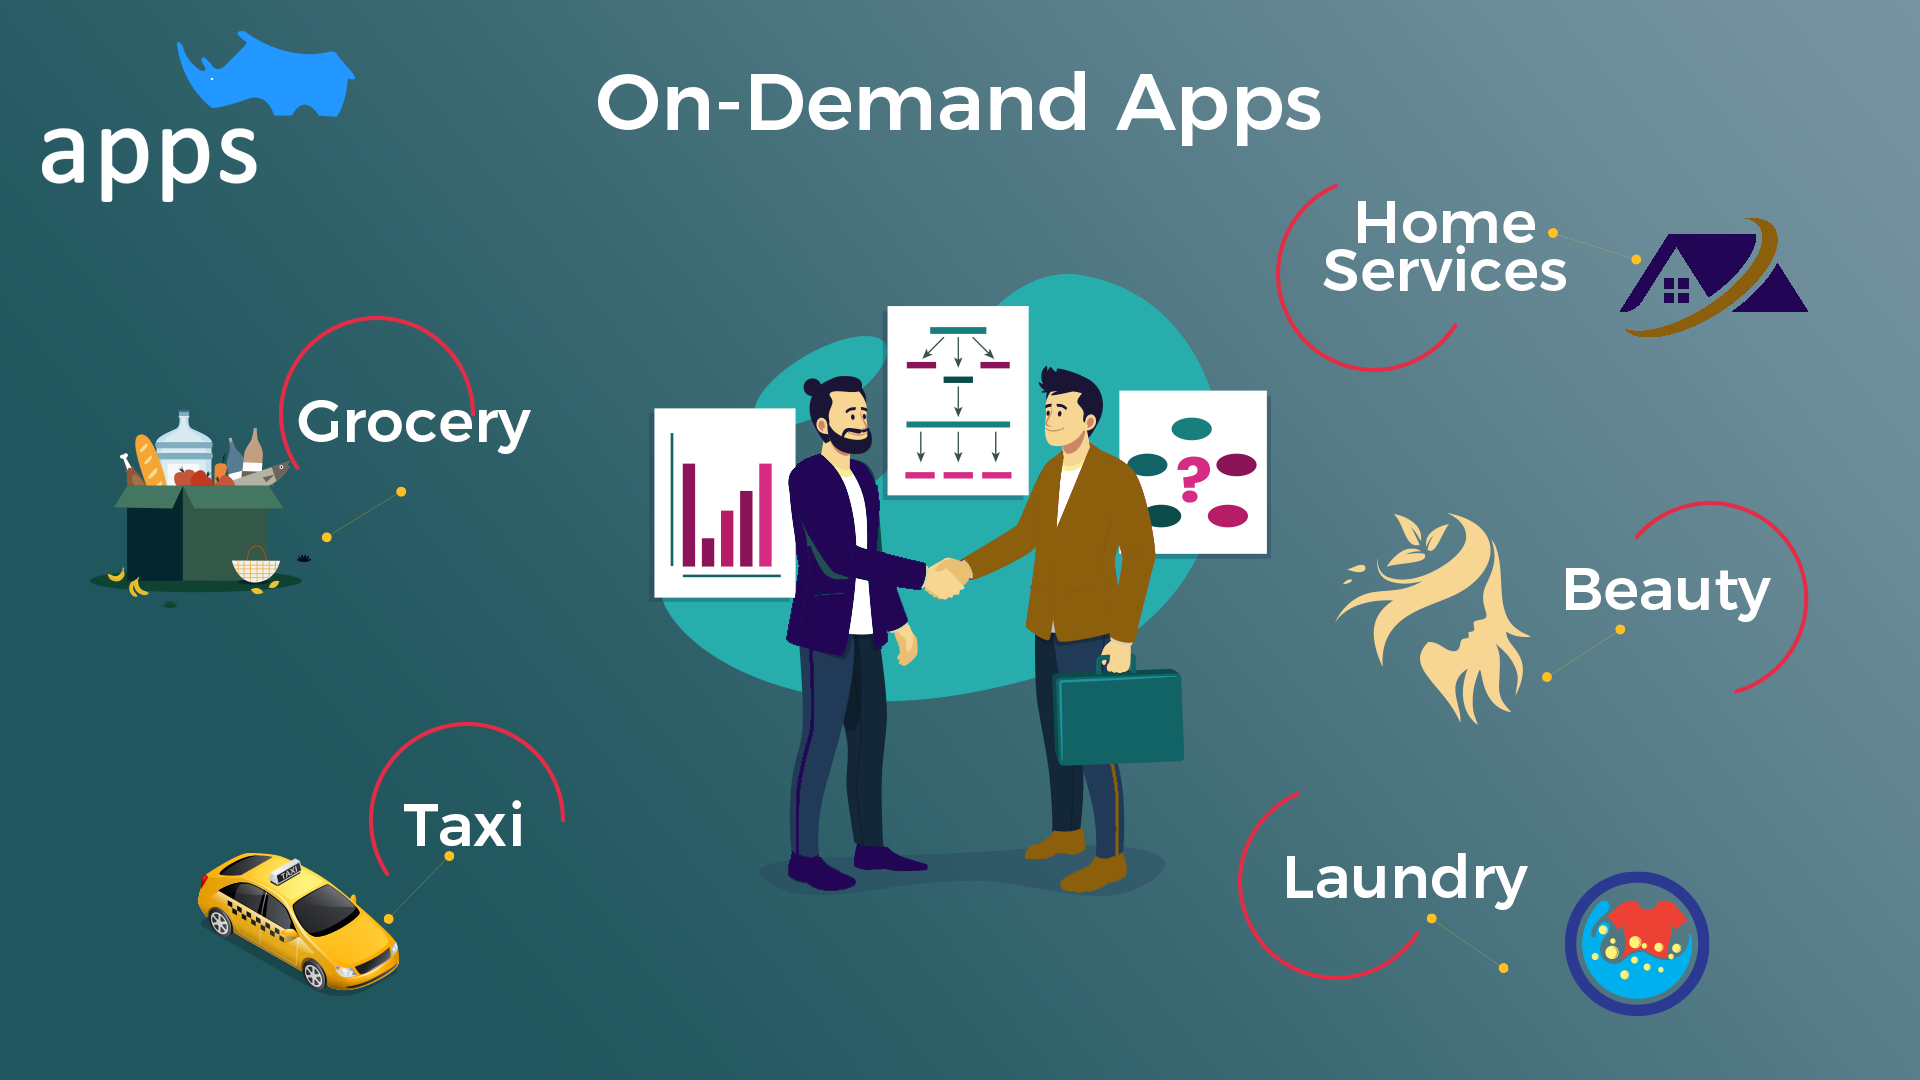 apps
On-Demand Apps
Home
Services
Grocery
?
Beauty
Taxi
TAXI
Laundry